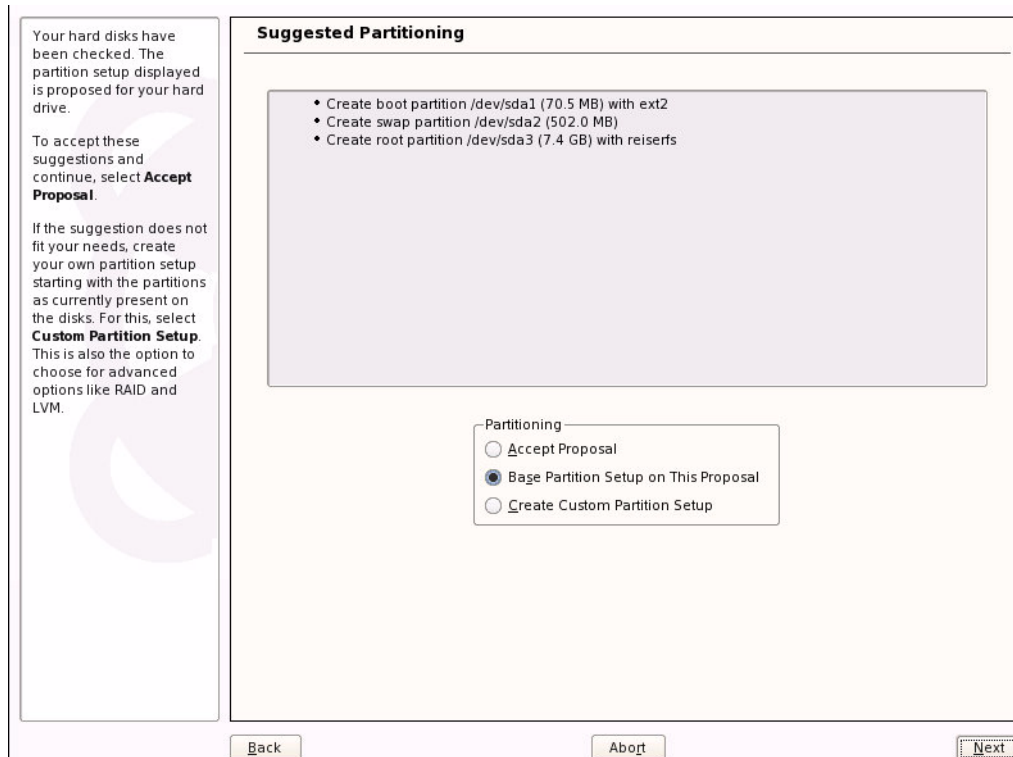 Your hard disks have
been checked. The
partition setup displayed
is proposed for your hard
drive.
To accept these
suggestions and
continue, select Accept
Proposal.
If the suggestion does not
fit your needs, create
your own partition setup
starting with the partitions
as currently present on
the disks. For this, select
Custom Partition Setup.
This is also the option to
choose for advanced
options like RAID and
LVM.
Suggested Partitioning
• Create boot partition /dev/sda1 (70.5 MB) with ext2
• Create swap partition /dev/sda2 (502.0 MB)
• Create root partition /dev/sda3 (7.4 GB) with reiserfs
Partitioning
Accept Proposal
Base Partition Setup on This Proposal
Create Custom Partition Setup
Back
Abort
Next